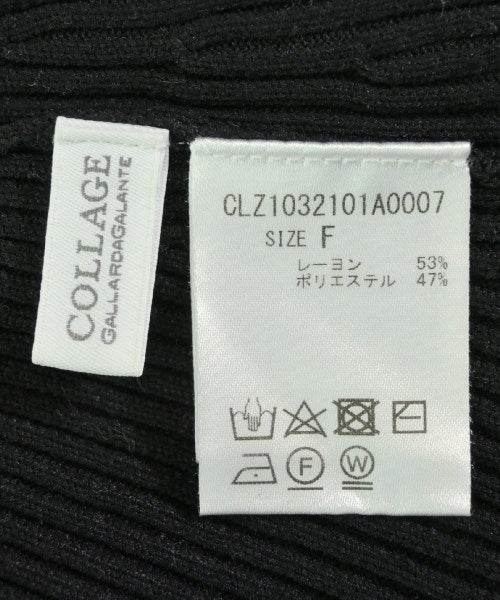 COLLAGE
GALLARDAGALANTE
CLZ1032101A0007
SIZE F
レーヨン 53%
ポリエステル 47%
F W